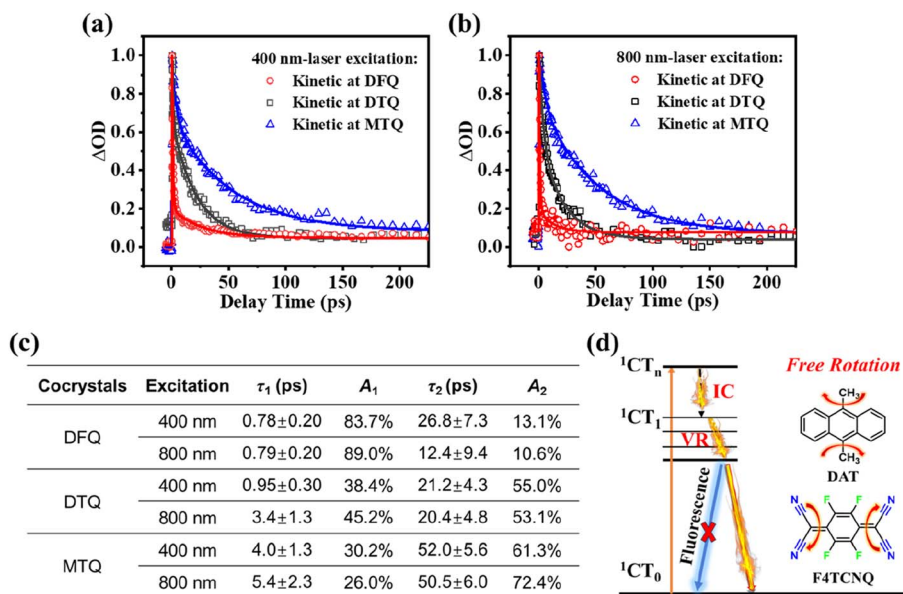 (a)
400 nm-laser excitation:
Kinetic at DFQ
Kinetic at DTQ
Kinetic at MTQ
ΔOD
1.0
0.8
0.6
0.4
0.2
0.0
0 50 100 150 200
Delay Time (ps)
(b)
800 nm-laser excitation:
Kinetic at DFQ
Kinetic at DTQ
Kinetic at MTQ
ΔOD
1.0
0.8
0.6
0.4
0.2
0.0
0 50 100 150 200
Delay Time (ps)
(c)
Cocrystals Excitation τ1 (ps) A1 τ2 (ps) A2
DFQ 400 nm 0.78±0.20 83.7% 26.8±7.3 13.1%
800 nm 0.79±0.20 89.0% 12.4±9.4 10.6%
DTQ 400 nm 0.95±0.30 38.4% 21.2±4.3 55.0%
800 nm 3.4±1.3 45.2% 20.4±4.8 53.1%
MTQ 400 nm 4.0±1.3 30.2% 52.0±5.6 61.3%
800 nm 5.4±2.3 26.0% 50.5±6.0 72.4%
(d)
1CTn
IC
1CT1
VR
Fluorescence
X
1CT0
Free Rotation
CH3
CH3
DAT
N N
F F
F F
N N
F4TCNQ